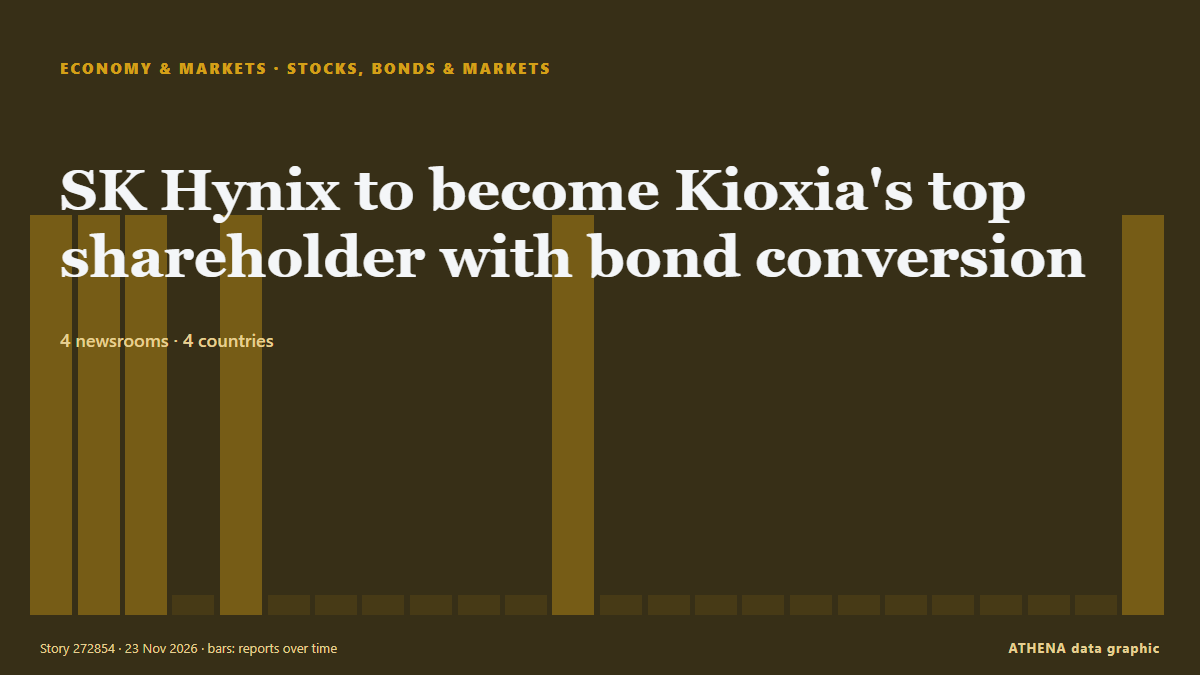 ECONOMY & MARKETS · STOCKS, BONDS & MARKETS
SK Hynix to become Kioxia's top
shareholder with bond conversion
4 newsrooms · 4 countries
Story 272854 · 23 Nov 2026 · bars: reports over time
ATHENA data graphic